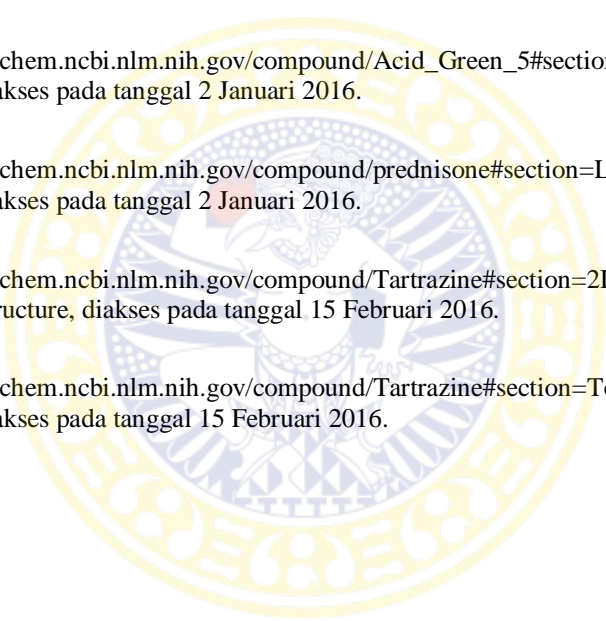 chem.ncbi.nlm.nih.gov/compound/Acid_Green_5#section
akses pada tanggal 2 Januari 2016.
chem.ncbi.nlm.nih.gov/compound/prednisone#section=L
akses pada tanggal 2 Januari 2016.
chem.ncbi.nlm.nih.gov/compound/Tartrazine#section=2D
ructure, diakses pada tanggal 15 Februari 2016.
chem.ncbi.nlm.nih.gov/compound/Tartrazine#section=To
akses pada tanggal 15 Februari 2016.